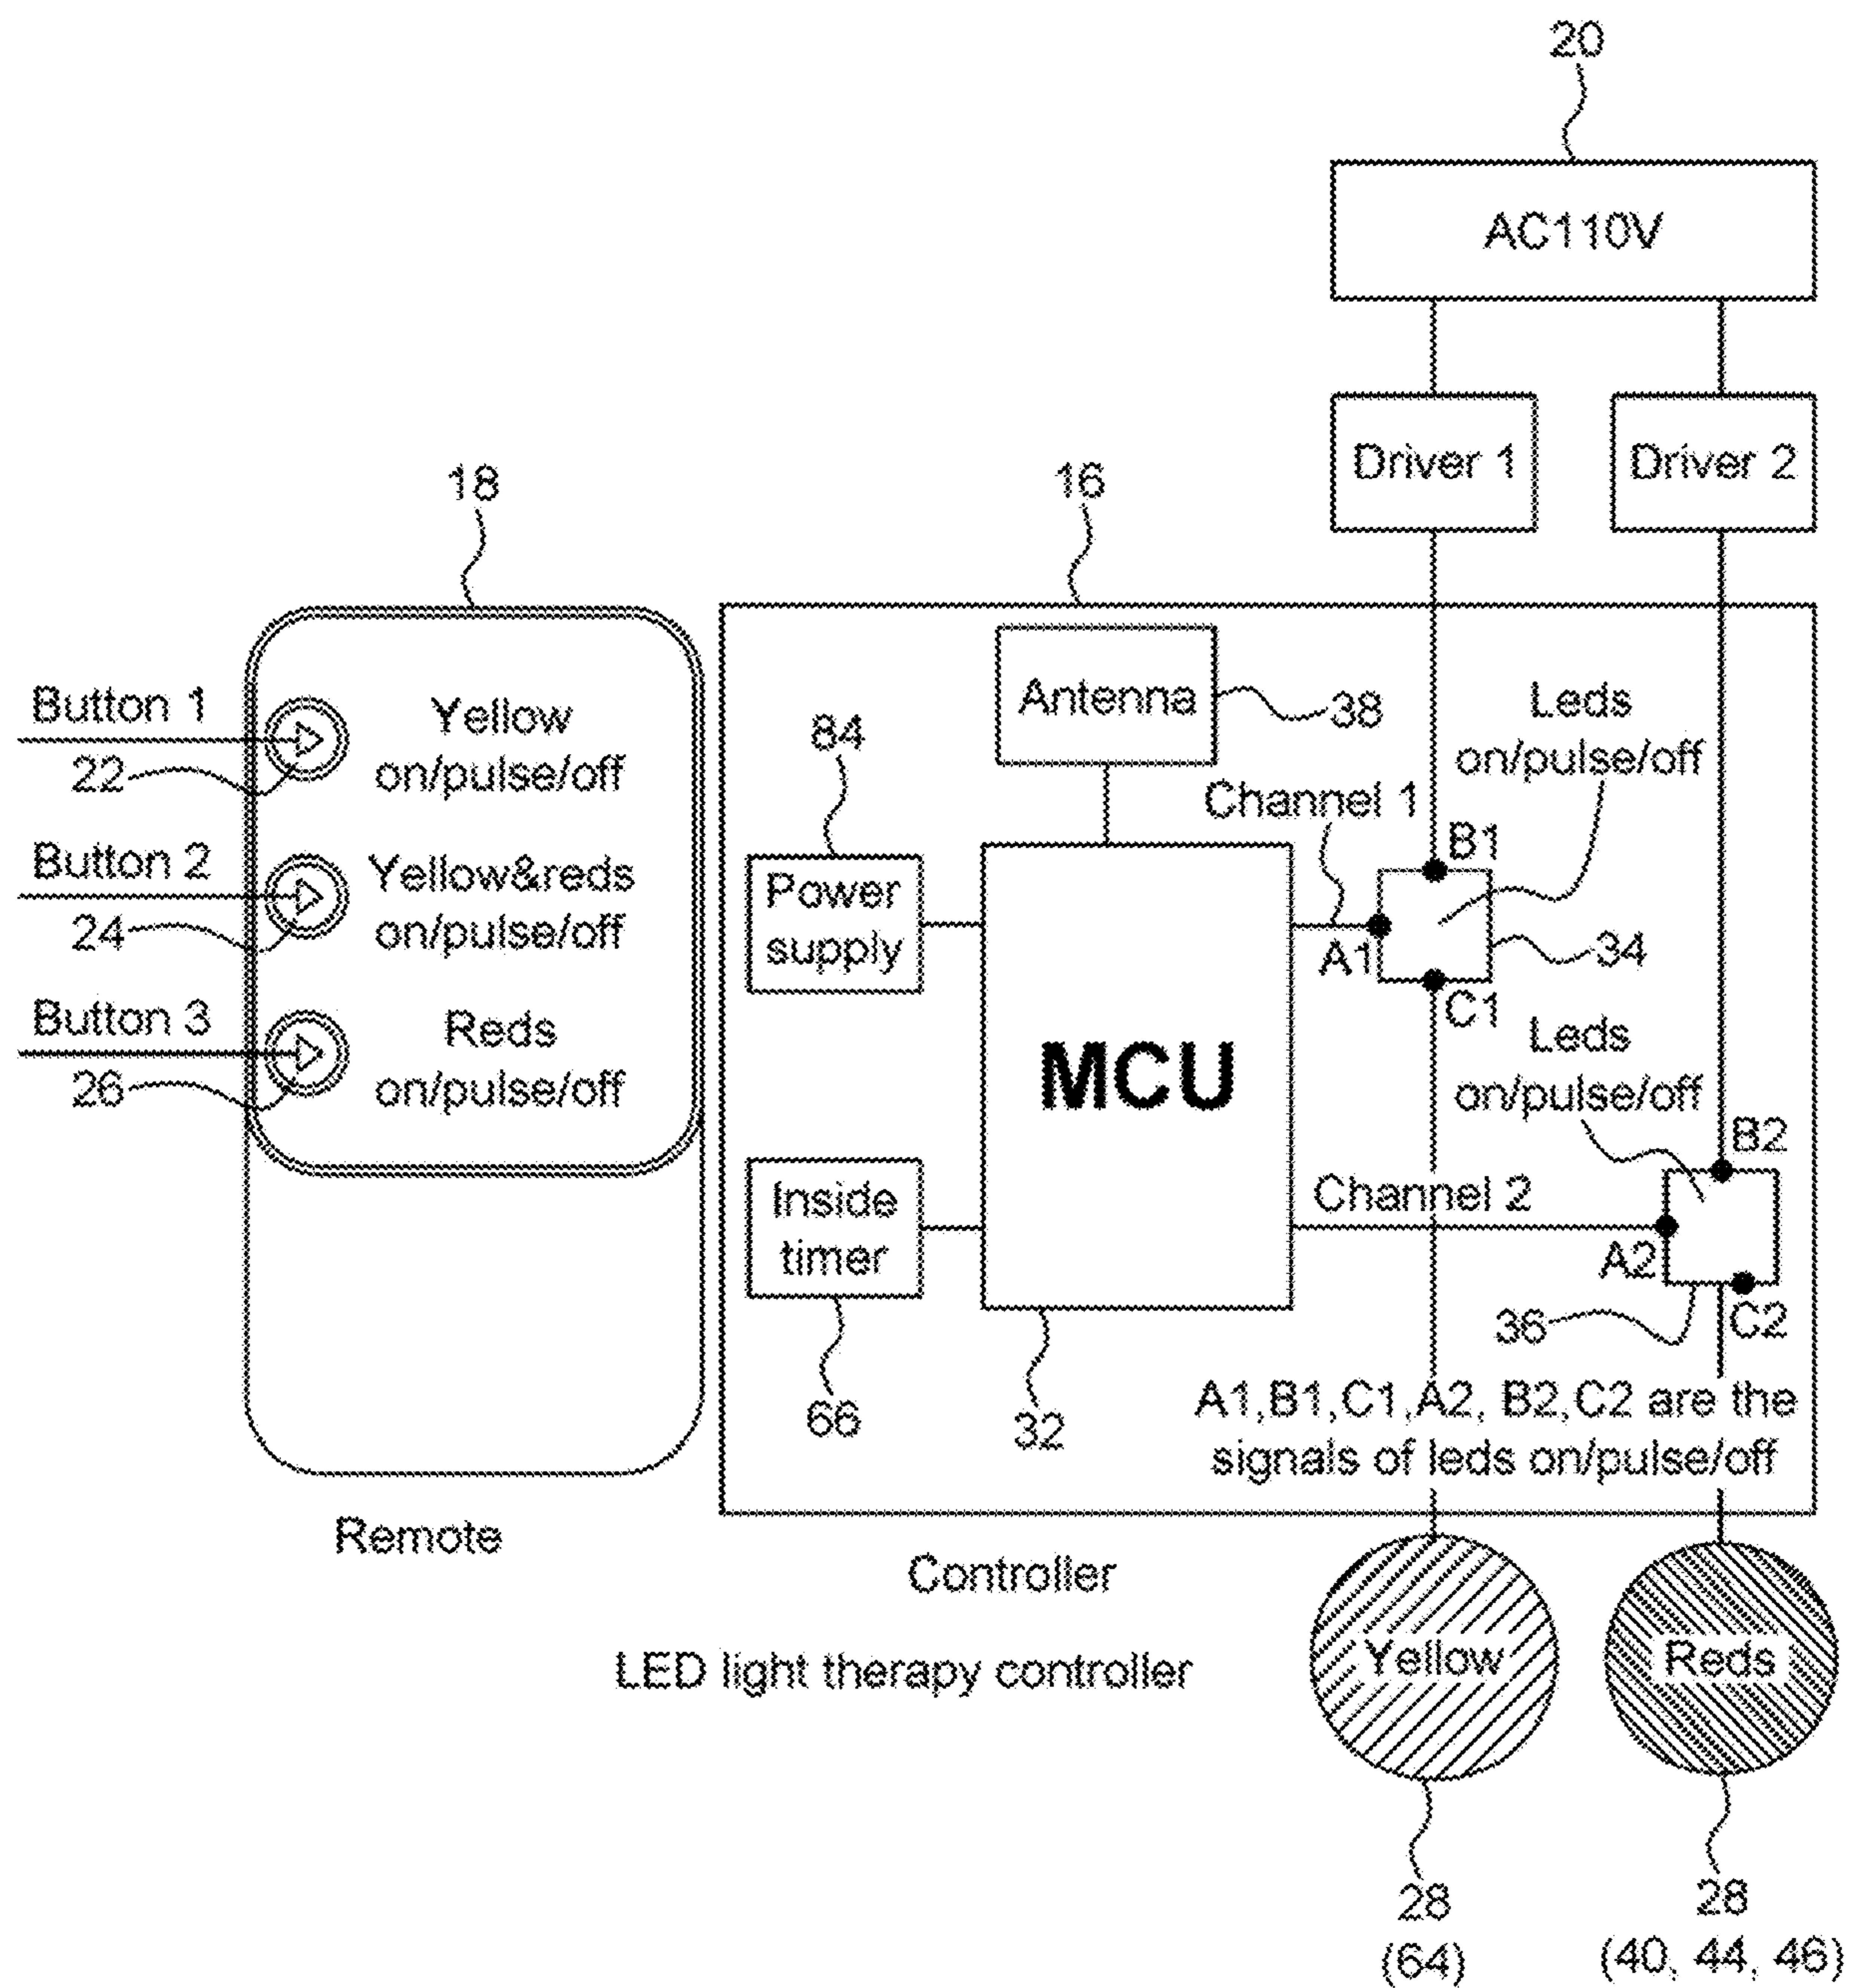 20
AC110V
Driver 1
Driver 2
18
16
Button 1
22
Yellow
on/pulse/off
Button 2
24
Yellow&reds
on/pulse/off
Button 3
26
Reds
on/pulse/off
Remote
Antenna
38
84
Power
supply
MCU
Inside
timer
66
32
Channel 1
Leds
on/pulse/off
B1
A1
34
C1
Leds
on/pulse/off
B2
Channel 2
A2
36
C2
A1,B1,C1,A2, B2,C2 are the
signals of leds on/pulse/off
Controller
LED light therapy controller
Yellow
Reds
28
(64)
28
(40, 44, 46)